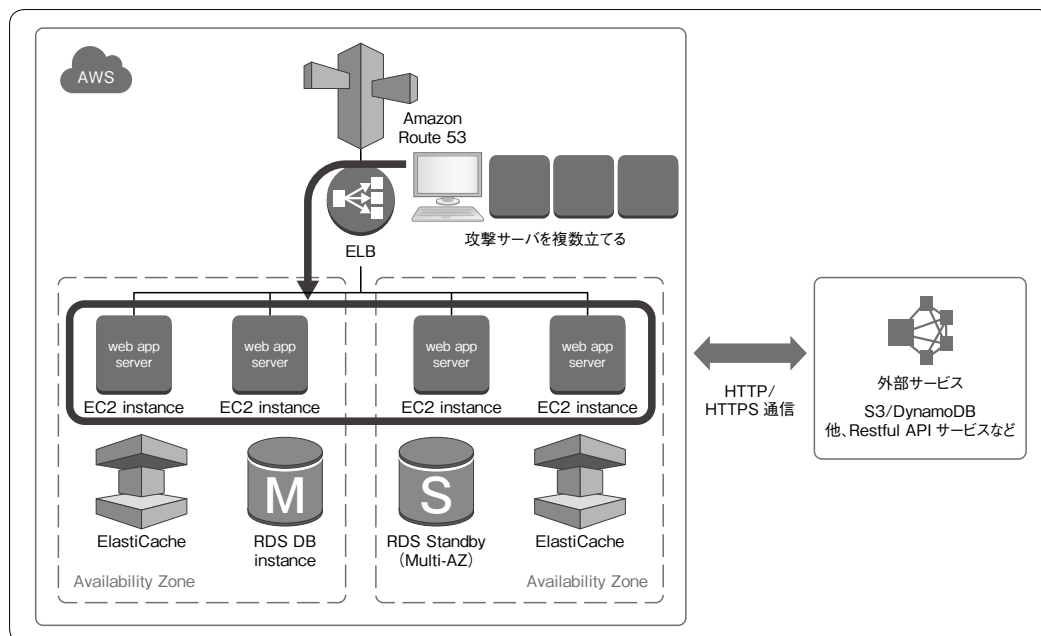 AWS
Amazon
Route 53
攻撃サーバを複数立てる
ELB
web app
server
EC2 instance
web app
server
EC2 instance
web app
server
EC2 instance
web app
server
EC2 instance
HTTP/
HTTPS 通信
外部サービス
S3/DynamoDB
他、Restful API サービスなど
ElastiCache
M
RDS DB
instance
S
RDS Standby
（Multi-AZ）
ElastiCache
Availability Zone
Availability Zone